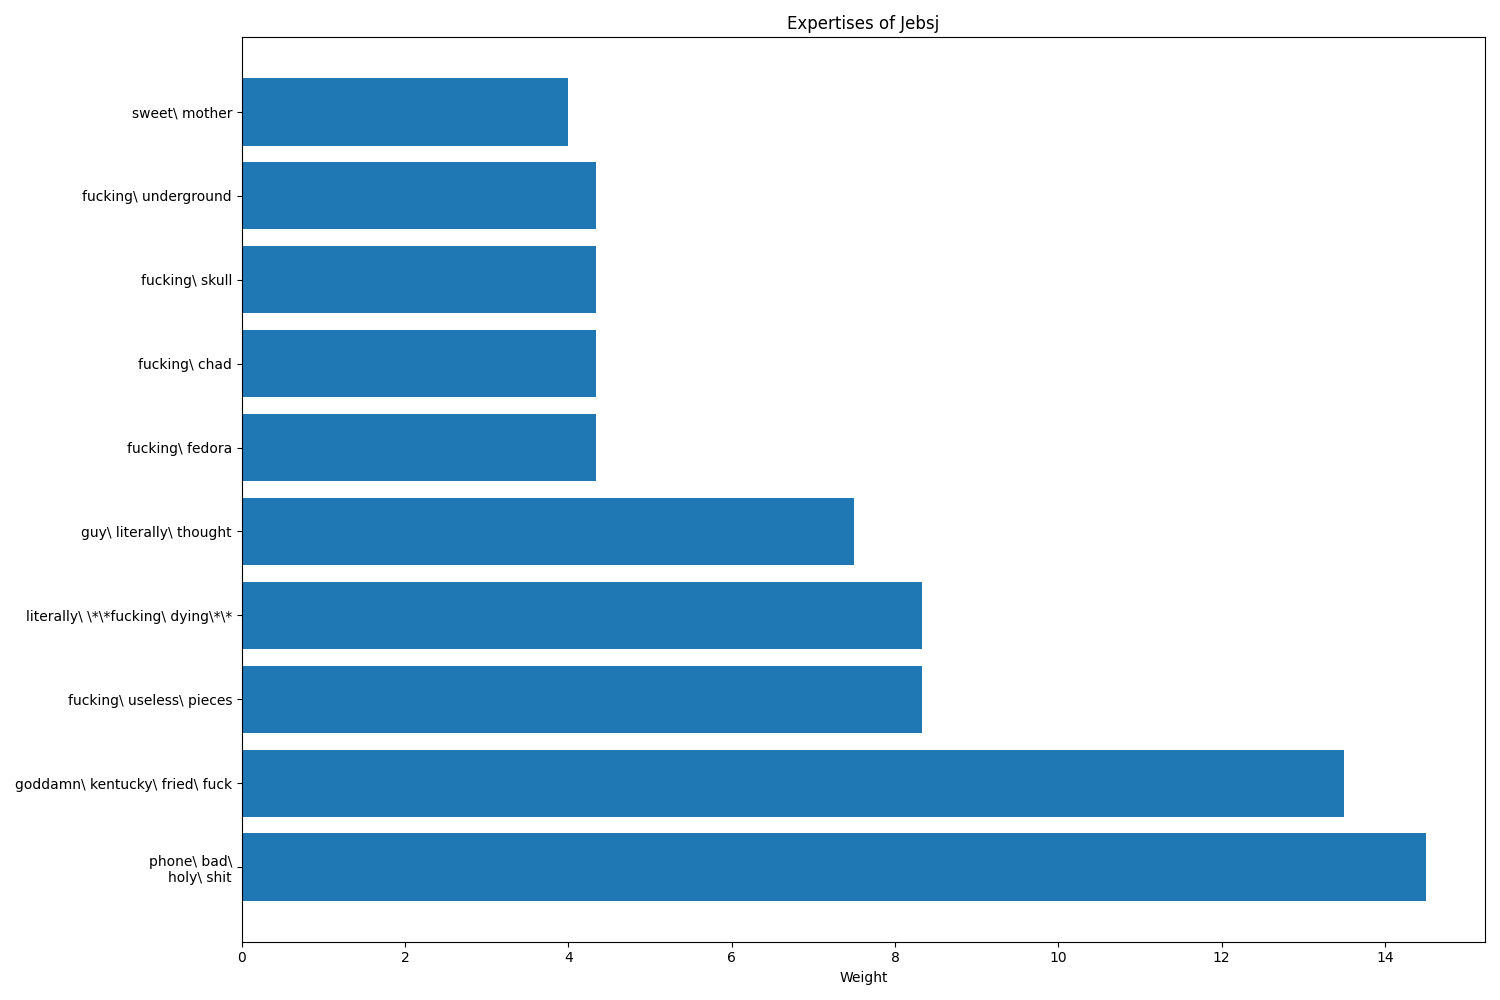 Expertises of Jebsj
sweet\ mother
fucking\ underground
fucking\ skull
fucking\ chad
fucking\ fedora
guy\ literally\ thought
literally\ \*\*fucking\ dying\*\*
fucking\ useless\ pieces
goddamn\ kentucky\ fried\ fuck
phone\ bad\
holy\ shit
0 2 4 6 8 10 12 14
Weight